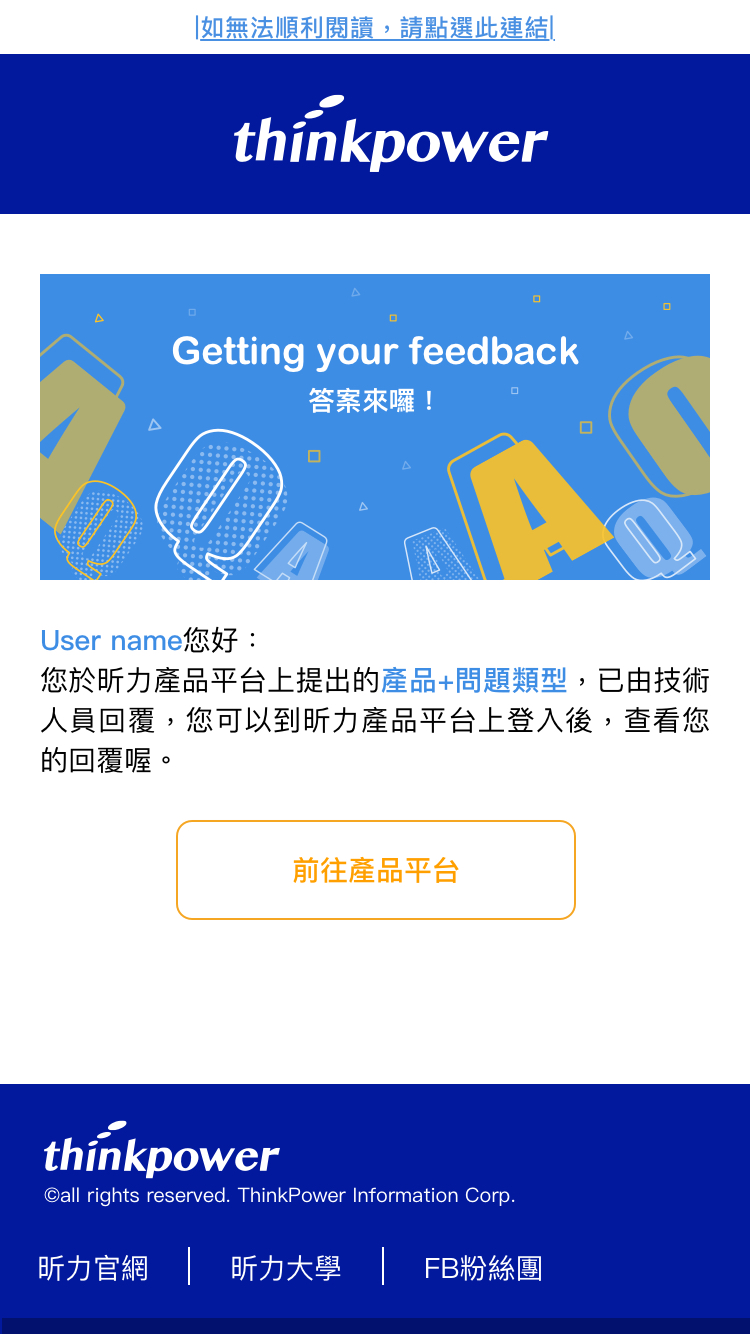 |如無法順利閱讀，請點選此連結|
thinkpower
Getting your feedback
答案來囉！
User name您好：
您於昕力產品平台上提出的產品+問題類型，已由技術
人員回覆，您可以到昕力產品平台上登入後，查看您
的回覆喔。
前往產品平台
thinkpower
©all rights reserved. ThinkPower Information Corp.
昕力官網 | 昕力大學 | FB粉絲團